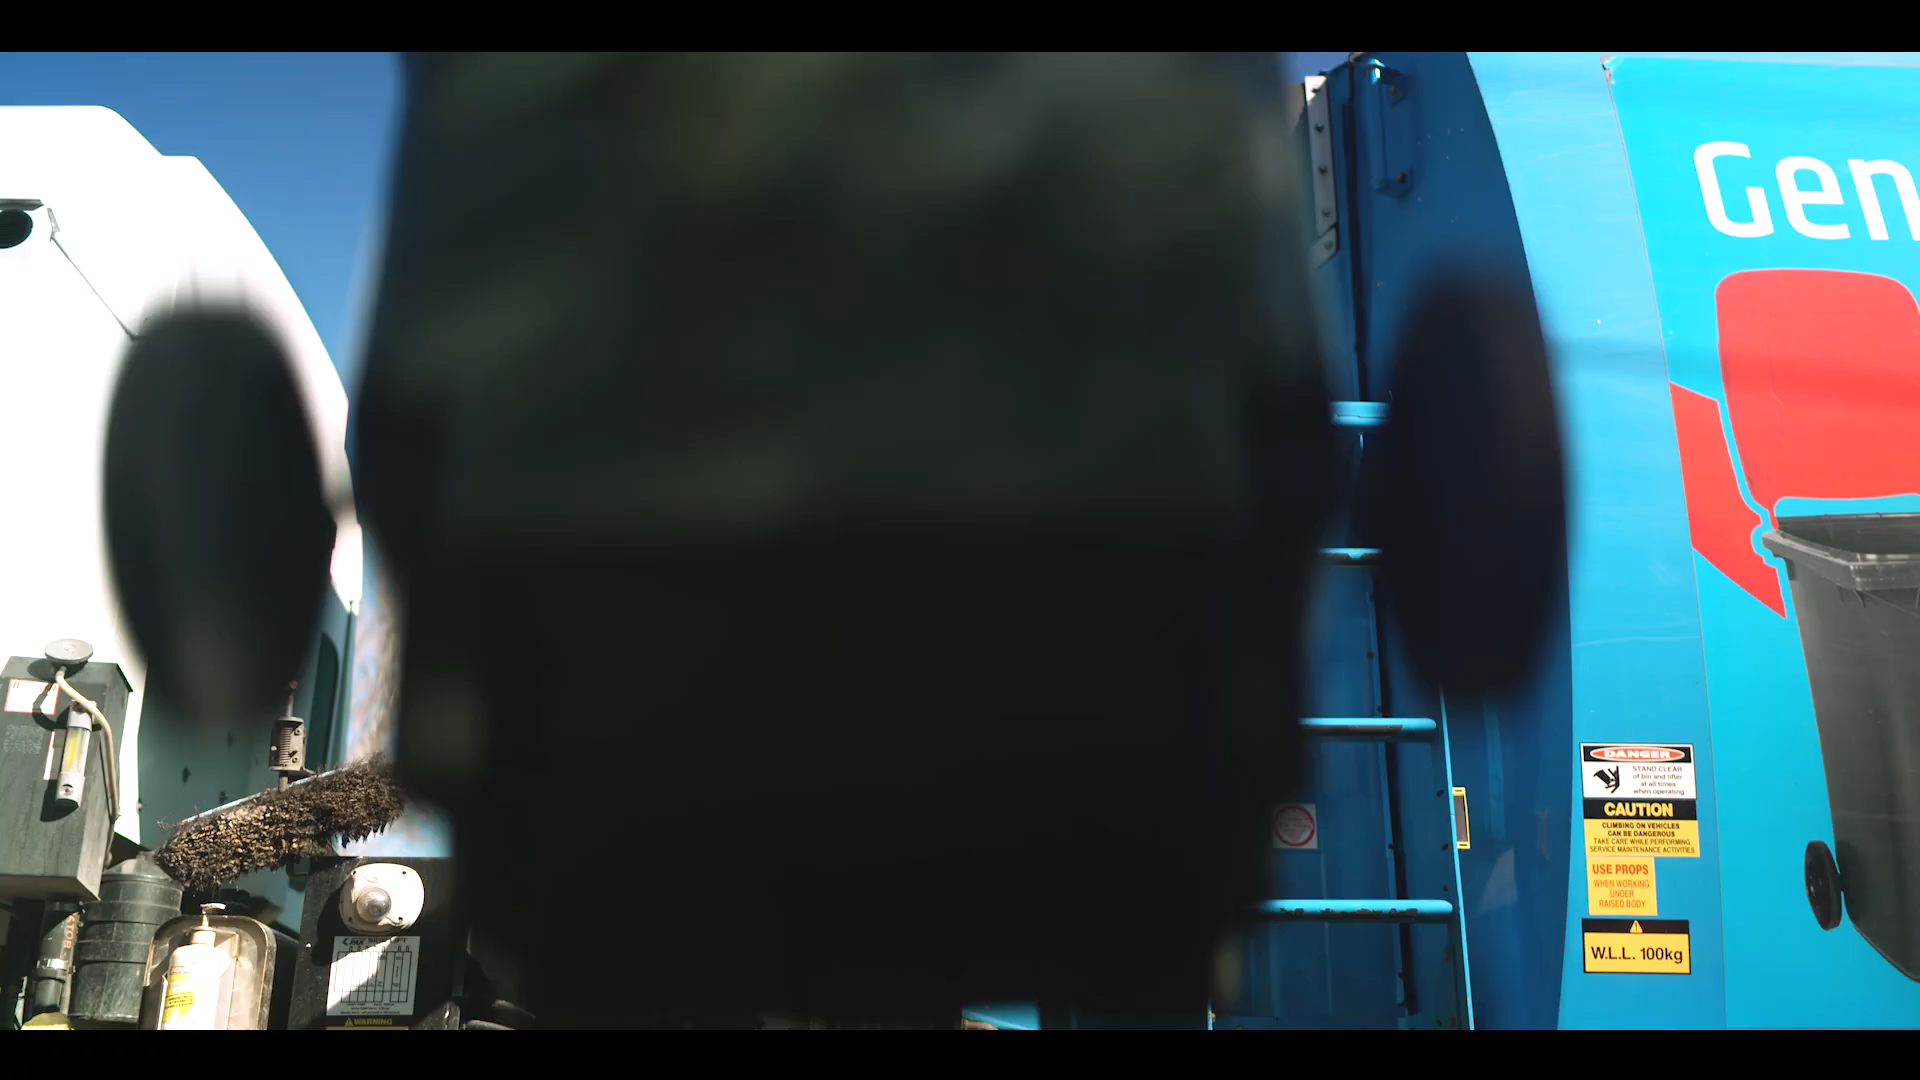 Gen
DANGER
STAND CLEAR
of bin and lifter
at all times
when operating
CAUTION
CLIMBING ON VEHICLES
CAN BE DANGEROUS
TAKE CARE WHILE PERFORMING
SERVICE MAINTENANCE ACTIVITIES
USE PROPS
WHEN WORKING
UNDER
RAISED BODY
W.L.L. 100kg
WARNING